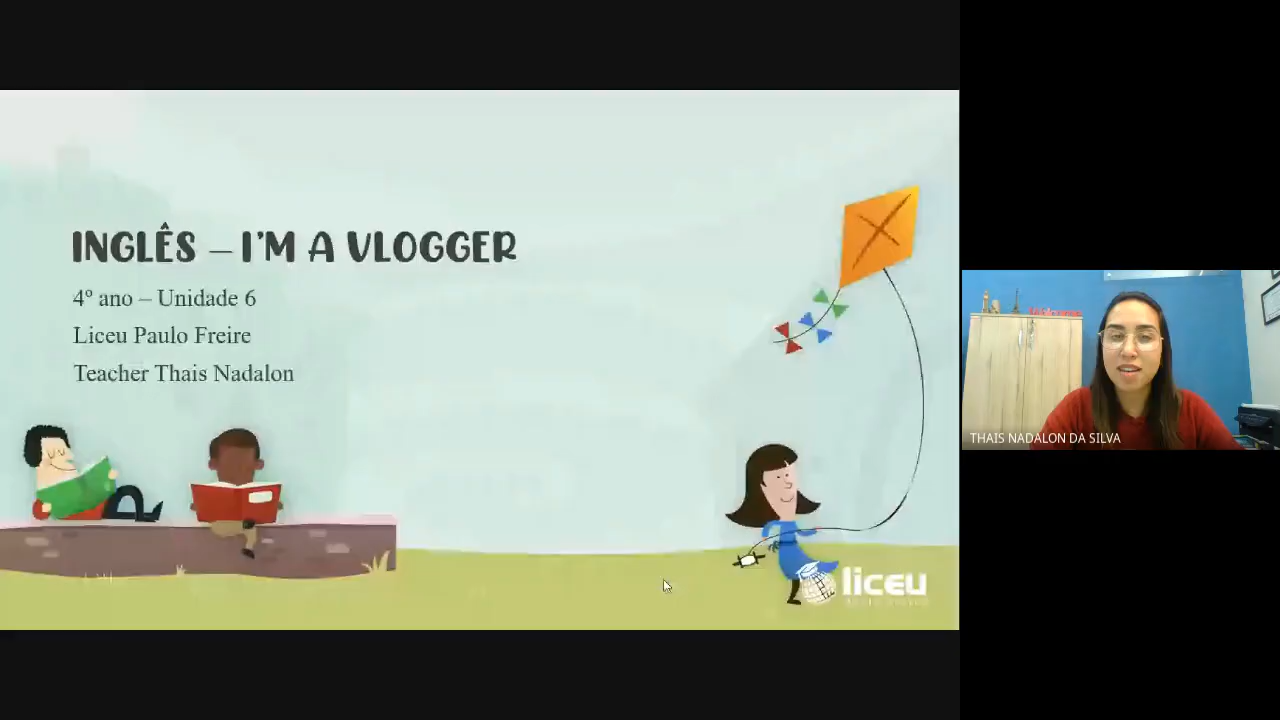 INGLÊS – I'M A VLOGGER
4º ano – Unidade 6
Liceu Paulo Freire
Teacher Thais Nadalon
liceu
THAIS NADALON DA SILVA